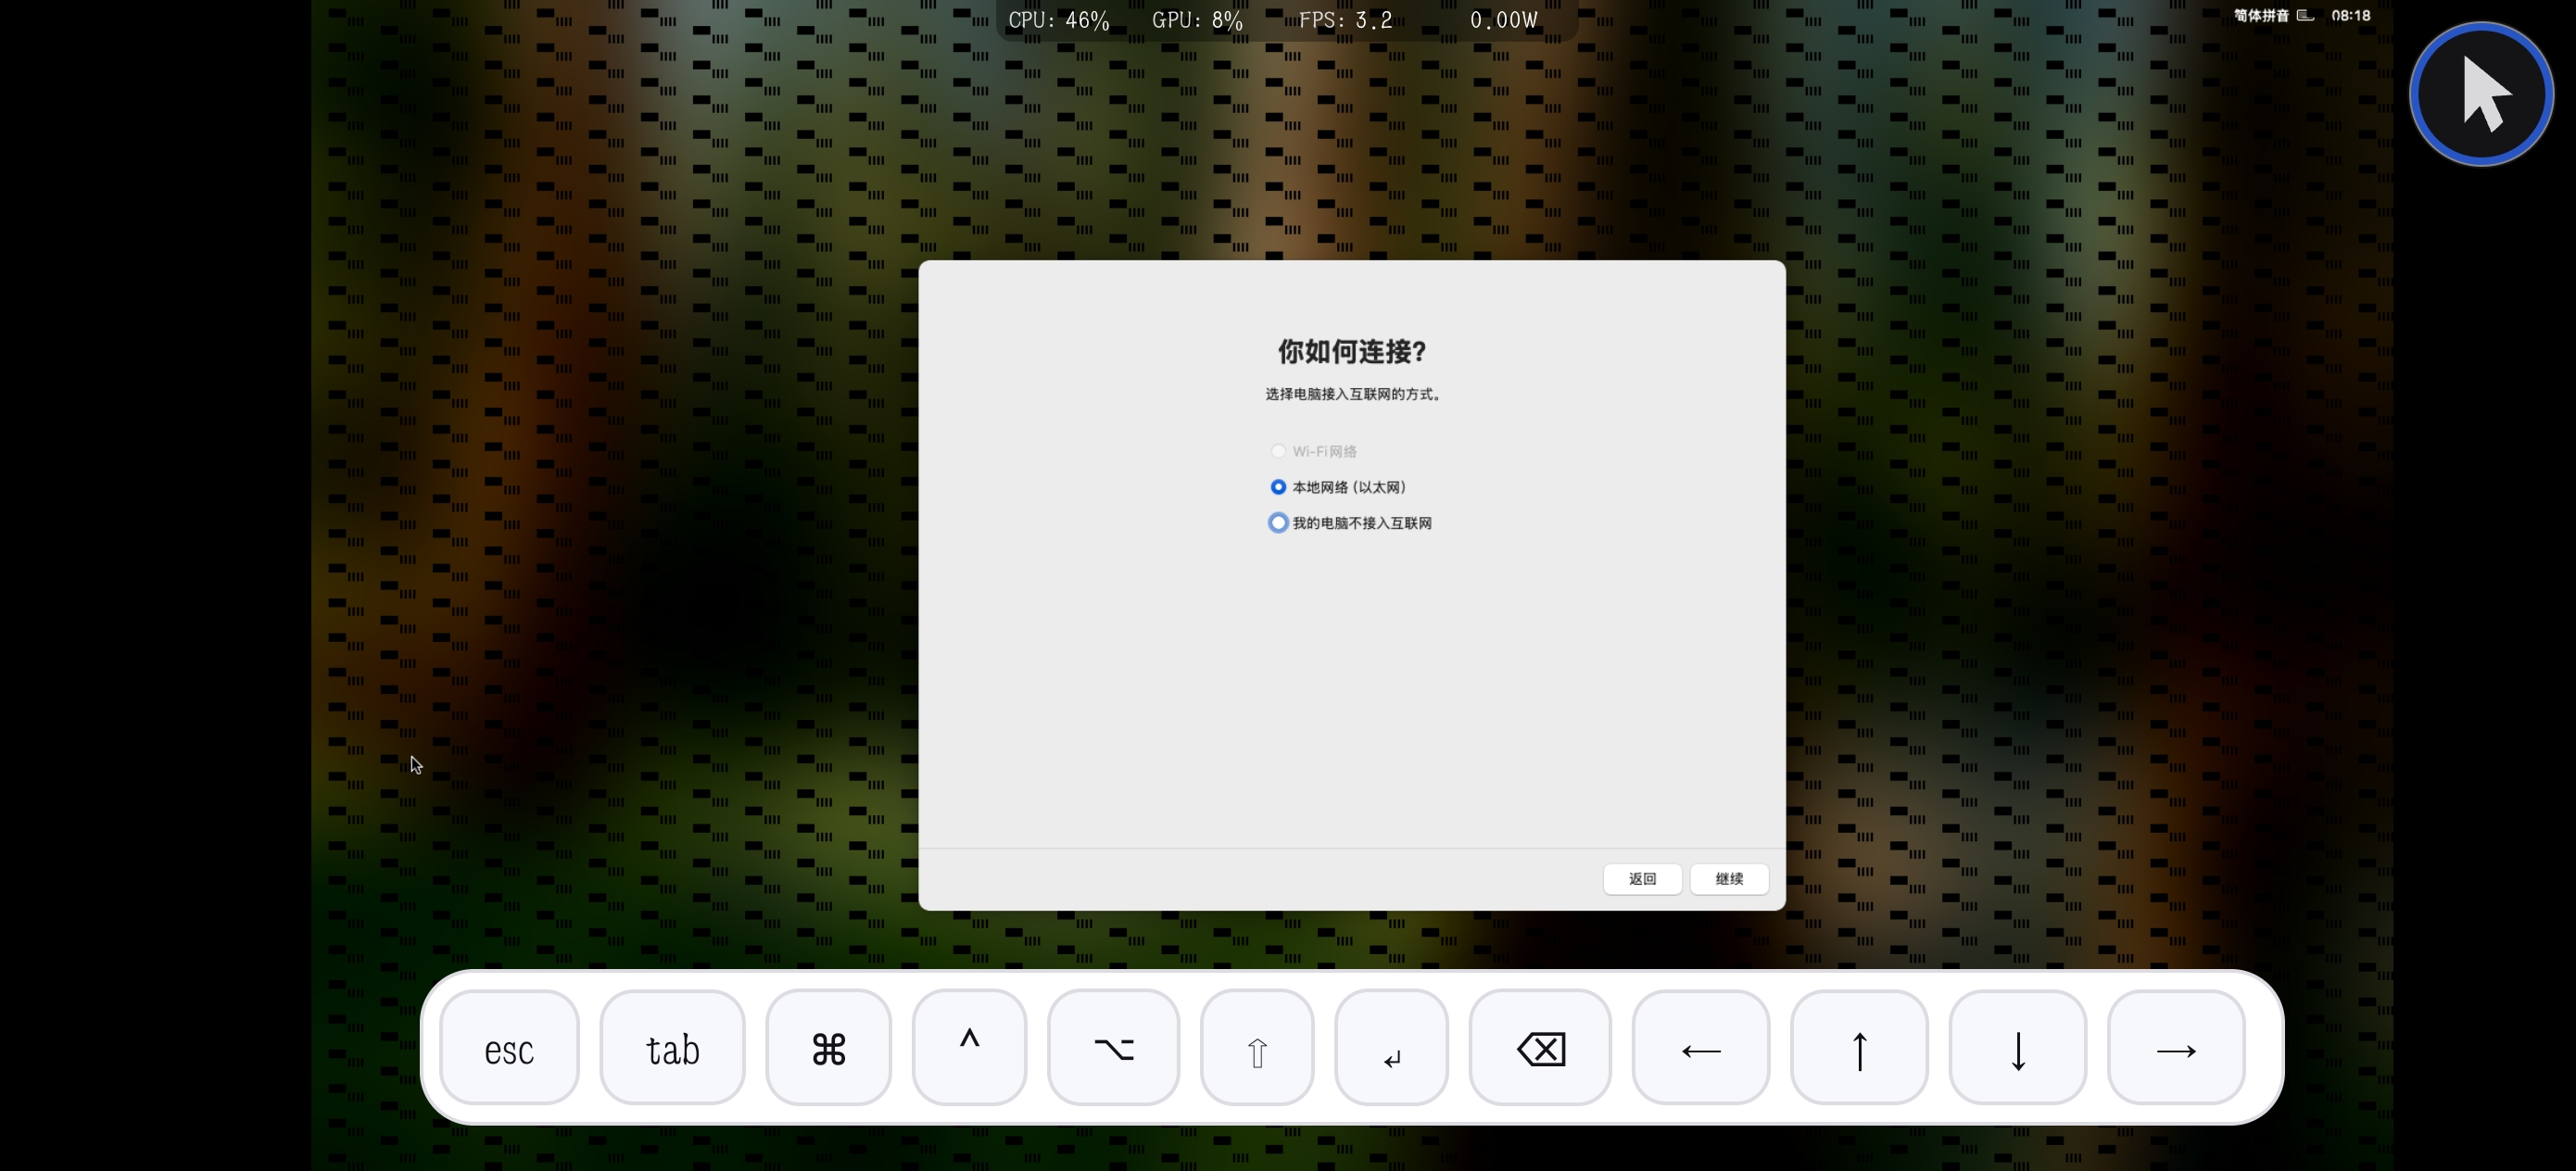 CPU: 46% GPU: 8% FPS: 3.2 0.00W
简体拼音 08:18
你如何连接?
选择电脑接入互联网的方式。
Wi-Fi网络
本地网络 (以太网)
我的电脑不接入互联网
返回 继续
esc tab ⌘ ^ ⌥ ⇧ ↵ ⌫ ← ↑ ↓ →